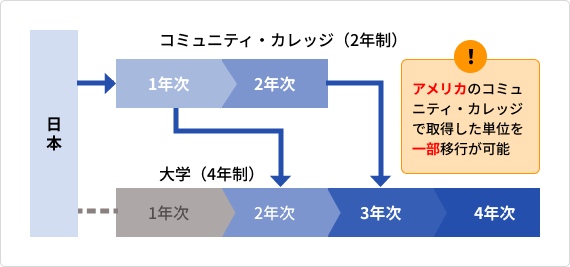 コミュニティ・カレッジ（2年制）
1年次
2年次
日本
!
アメリカのコミュ
ニティ・カレッジ
で取得した単位を
一部移行が可能
大学（4年制）
1年次
2年次
3年次
4年次